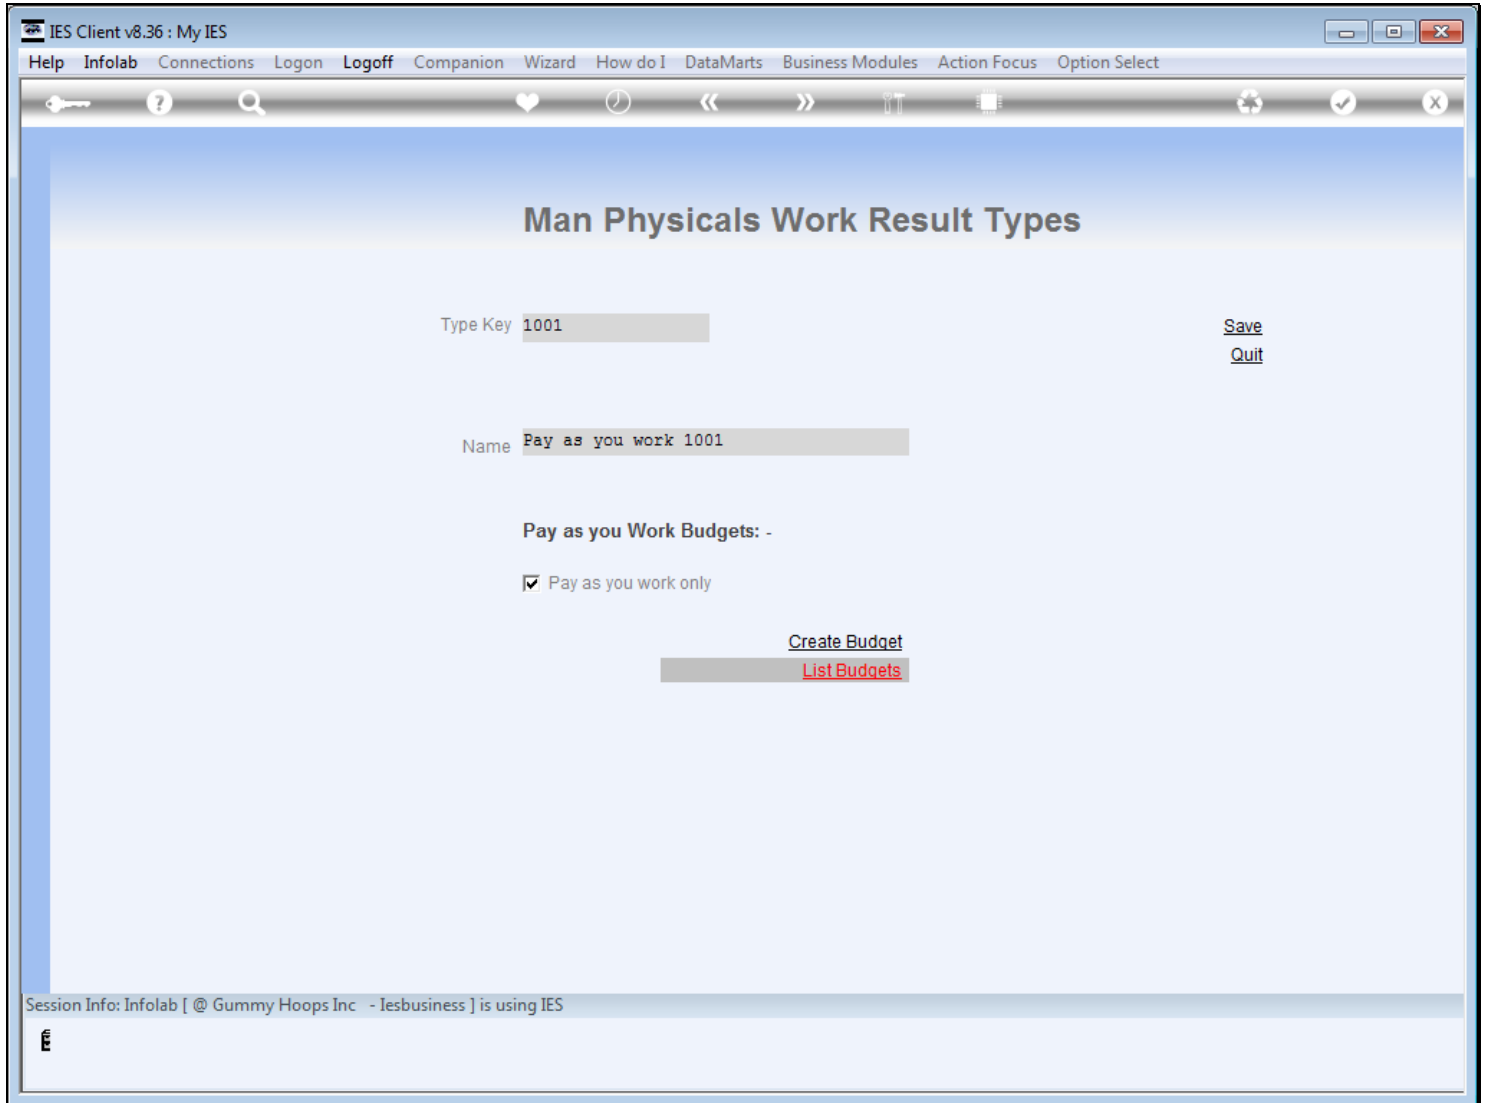 IES Client v8.36 : My IES
Help Infolab Connections Logon Logoff Companion Wizard How do I DataMarts Business Modules Action Focus Option Select
Man Physicals Work Result Types
Type Key 1001
Save
Quit
Name Pay as you work 1001
Pay as you Work Budgets: -
Pay as you work only
Create Budget
List Budgets
Session Info: Infolab [ @ Gummy Hoops Inc - Iesbusiness ] is using IES